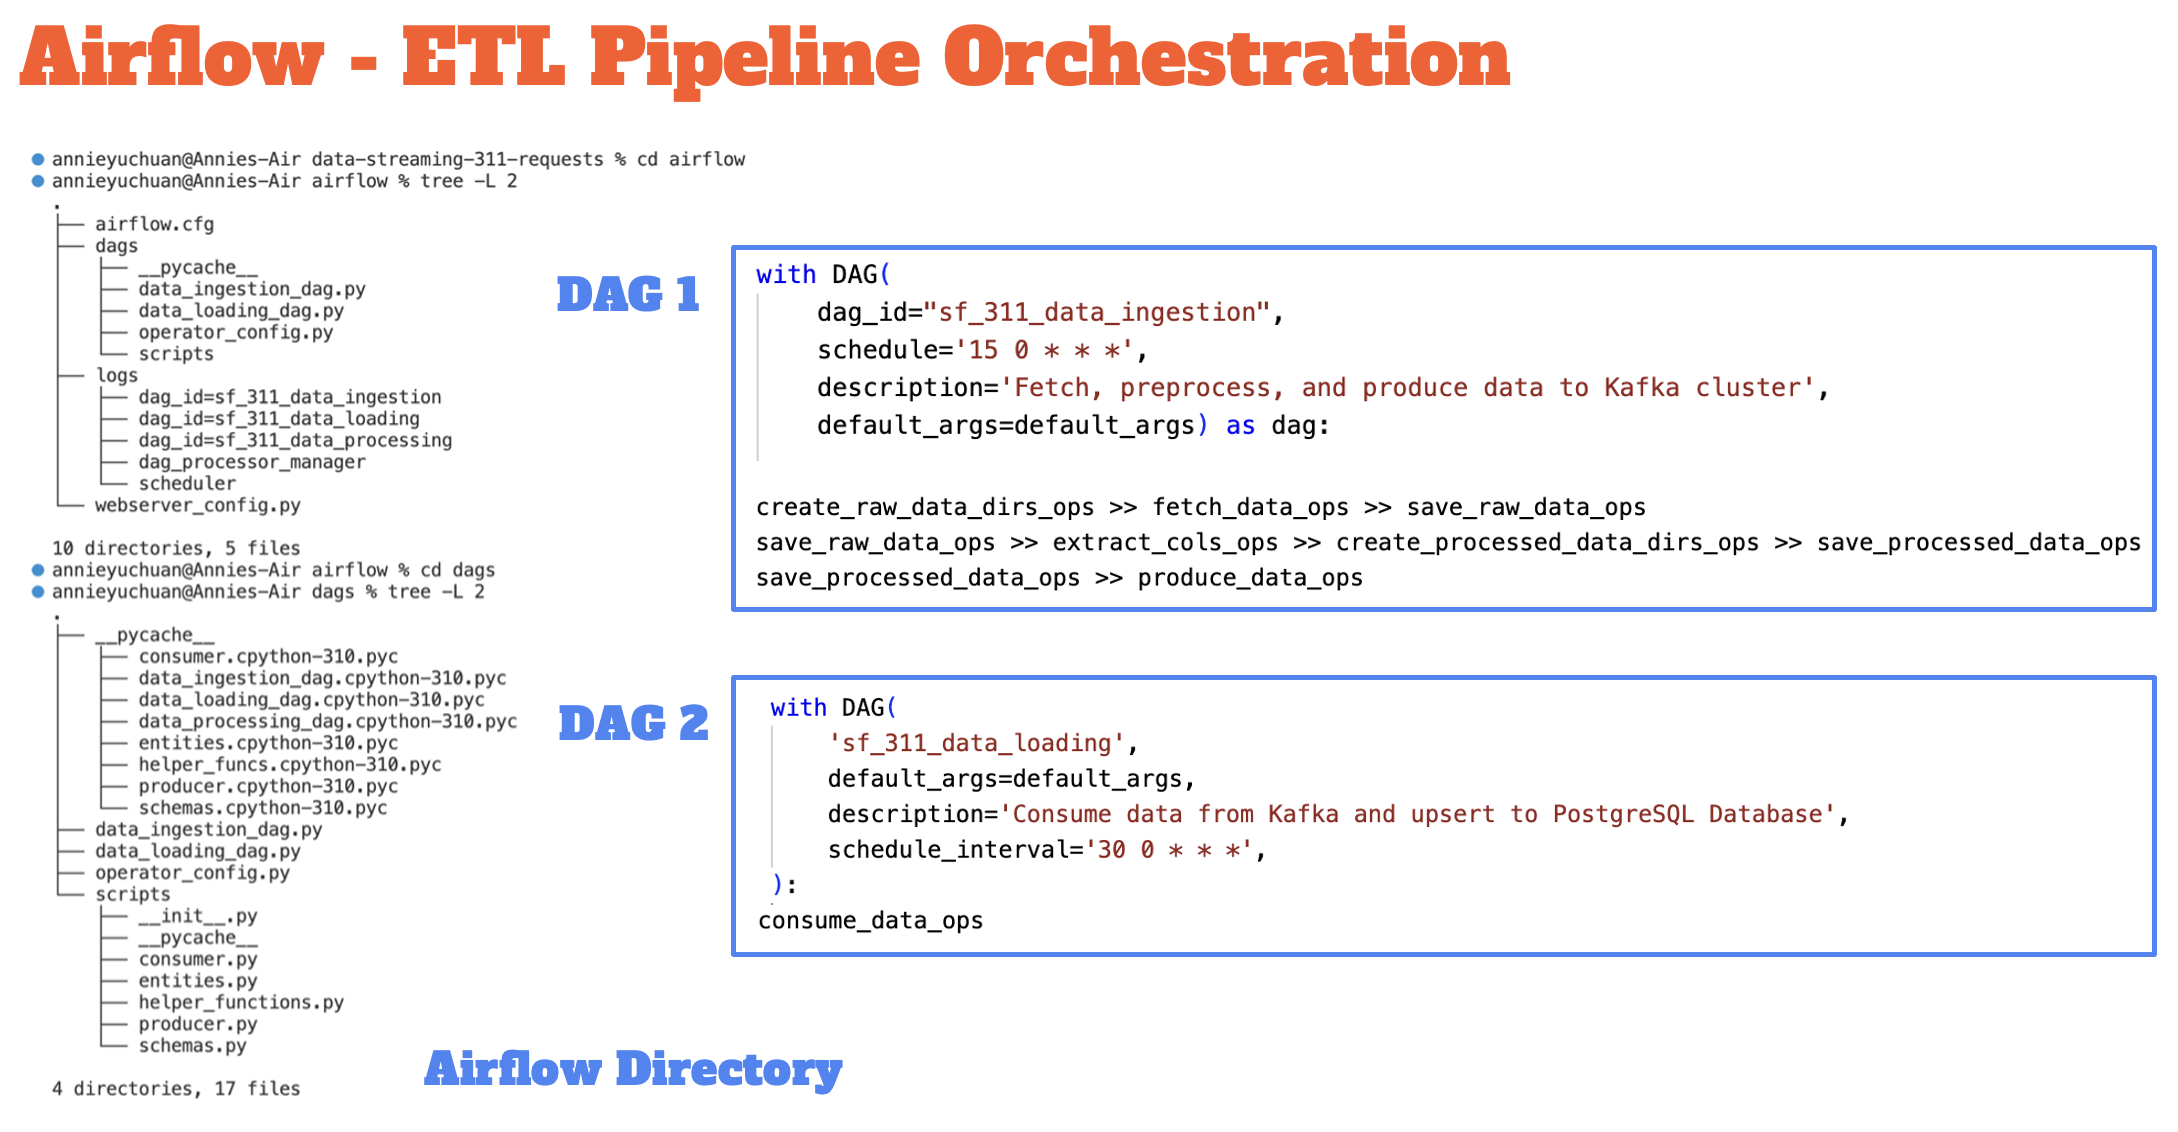 Airflow - ETL Pipeline Orchestration
annieyuchuan@Annies-Air data-streaming-311-requests % cd airflow
annieyuchuan@Annies-Air airflow % tree -L 2
.
├── airflow.cfg
├── dags
│   ├── __pycache__
│   ├── data_ingestion_dag.py
│   ├── data_loading_dag.py
│   ├── operator_config.py
│   └── scripts
├── logs
│   ├── dag_id=sf_311_data_ingestion
│   ├── dag_id=sf_311_data_loading
│   ├── dag_id=sf_311_data_processing
│   ├── dag_processor_manager
│   └── scheduler
└── webserver_config.py
10 directories, 5 files
annieyuchuan@Annies-Air airflow % cd dags
annieyuchuan@Annies-Air dags % tree -L 2
.
├── __pycache__
│   ├── consumer.cpython-310.pyc
│   ├── data_ingestion_dag.cpython-310.pyc
│   ├── data_loading_dag.cpython-310.pyc
│   ├── data_processing_dag.cpython-310.pyc
│   ├── entities.cpython-310.pyc
│   ├── helper_funcs.cpython-310.pyc
│   ├── producer.cpython-310.pyc
│   └── schemas.cpython-310.pyc
├── data_ingestion_dag.py
├── data_loading_dag.py
├── operator_config.py
└── scripts
    ├── __init__.py
    ├── __pycache__
    ├── consumer.py
    ├── entities.py
    ├── helper_functions.py
    ├── producer.py
    └── schemas.py
4 directories, 17 files
Airflow Directory
DAG 1
with DAG(
    dag_id="sf_311_data_ingestion",
    schedule='15 0 * * *',
    description='Fetch, preprocess, and produce data to Kafka cluster',
    default_args=default_args) as dag:
create_raw_data_dirs_ops >> fetch_data_ops >> save_raw_data_ops
save_raw_data_ops >> extract_cols_ops >> create_processed_data_dirs_ops >> save_processed_data_ops
save_processed_data_ops >> produce_data_ops
DAG 2
with DAG(
    'sf_311_data_loading',
    default_args=default_args,
    description='Consume data from Kafka and upsert to PostgreSQL Database',
    schedule_interval='30 0 * * *',
):
consume_data_ops